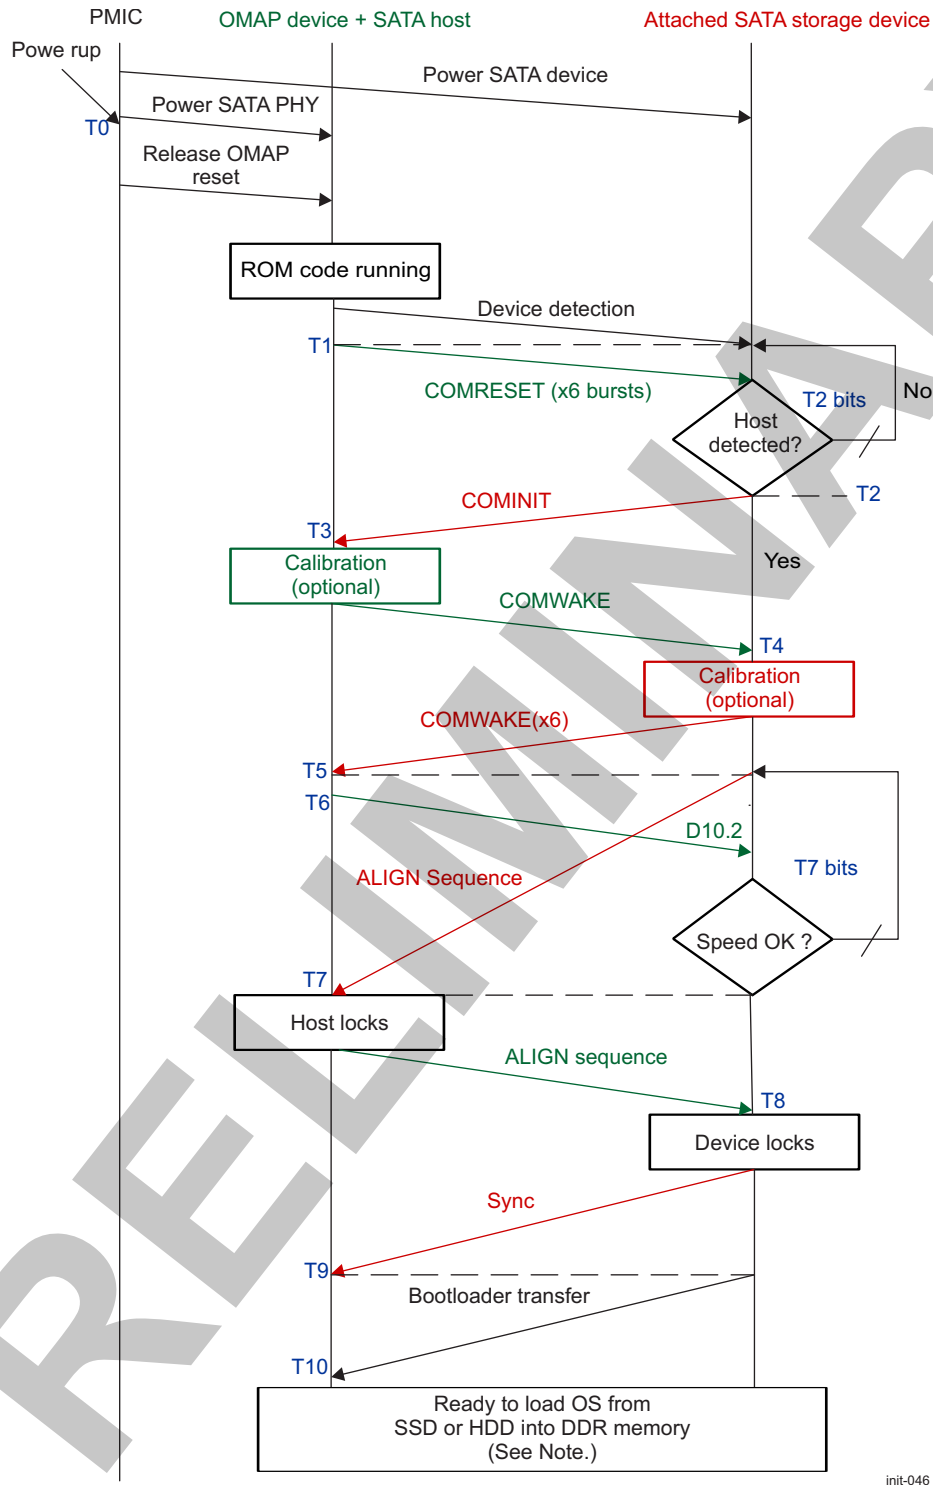 PMIC
OMAP device + SATA host
Attached SATA storage device
Powe rup
Power SATA device
Power SATA PHY
T0
Release OMAP
reset
ROM code running
Device detection
T1
COMRESET (x6 bursts)
T2 bits
No
Host
detected?
COMINIT
T2
T3
Calibration
(optional)
Yes
COMWAKE
T4
Calibration
(optional)
COMWAKE(x6)
T5
T6
D10.2
T7 bits
ALIGN Sequence
Speed OK ?
T7
Host locks
ALIGN sequence
T8
Device locks
Sync
T9
Bootloader transfer
T10
Ready to load OS from
SSD or HDD into DDR memory
(See Note.)
init-046